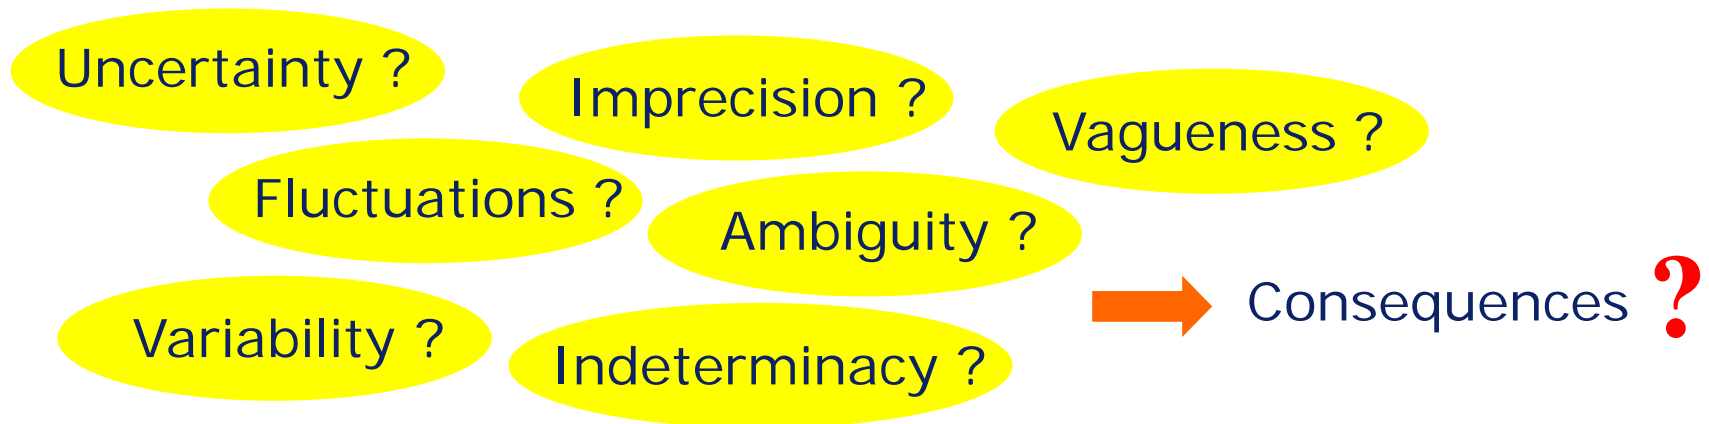 Uncertainty ?
Imprecision ?
Vagueness ?
Fluctuations ?
Ambiguity ?
Variability ?
Indeterminacy ?
Consequences ?